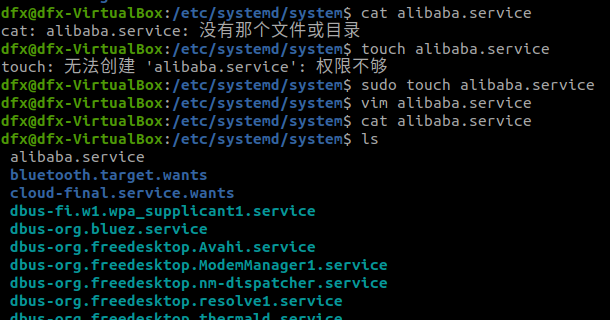 dfx@dfx-VirtualBox:/etc/systemd/system$ cat alibaba.service
cat: alibaba.service: 没有那个文件或目录
dfx@dfx-VirtualBox:/etc/systemd/system$ touch alibaba.service
touch: 无法创建 'alibaba.service': 权限不够
dfx@dfx-VirtualBox:/etc/systemd/system$ sudo touch alibaba.service
dfx@dfx-VirtualBox:/etc/systemd/system$ vim alibaba.service
dfx@dfx-VirtualBox:/etc/systemd/system$ cat alibaba.service
dfx@dfx-VirtualBox:/etc/systemd/system$ ls
alibaba.service
bluetooth.target.wants
cloud-final.service.wants
dbus-fi.w1.wpa_supplicant1.service
dbus-org.bluez.service
dbus-org.freedesktop.Avahi.service
dbus-org.freedesktop.ModemManager1.service
dbus-org.freedesktop.nm-dispatcher.service
dbus-org.freedesktop.resolve1.service
dbus-org.freedesktop.thermald.service